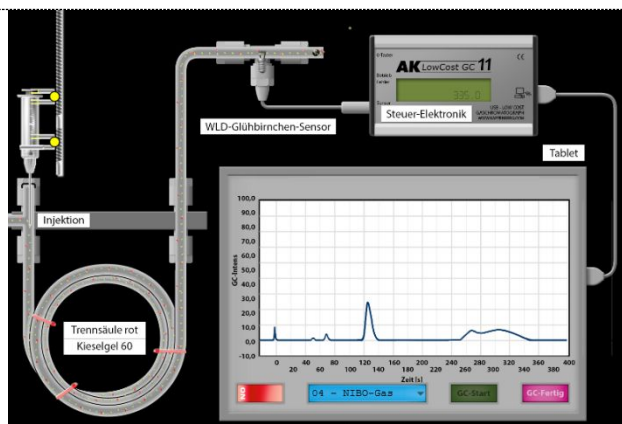 AK LowCost GC 11
335.0
WLD-Glühbirnchen-Sensor
Steuer-Elektronik
Tablet
Injektion
Trennsäule rot
Kieselgel 60
GC-Intens
100,0
90,0
80,0
70,0
60,0
50,0
40,0
30,0
20,0
10,0
0,0
-10,0
0 40 80 120 160 200 240 280 320 360 400
20 60 100 140 180 220 260 300 340 380
Zeit [s]
NO
04 - NIBO-Gas
GC-Start
GC-Fertig